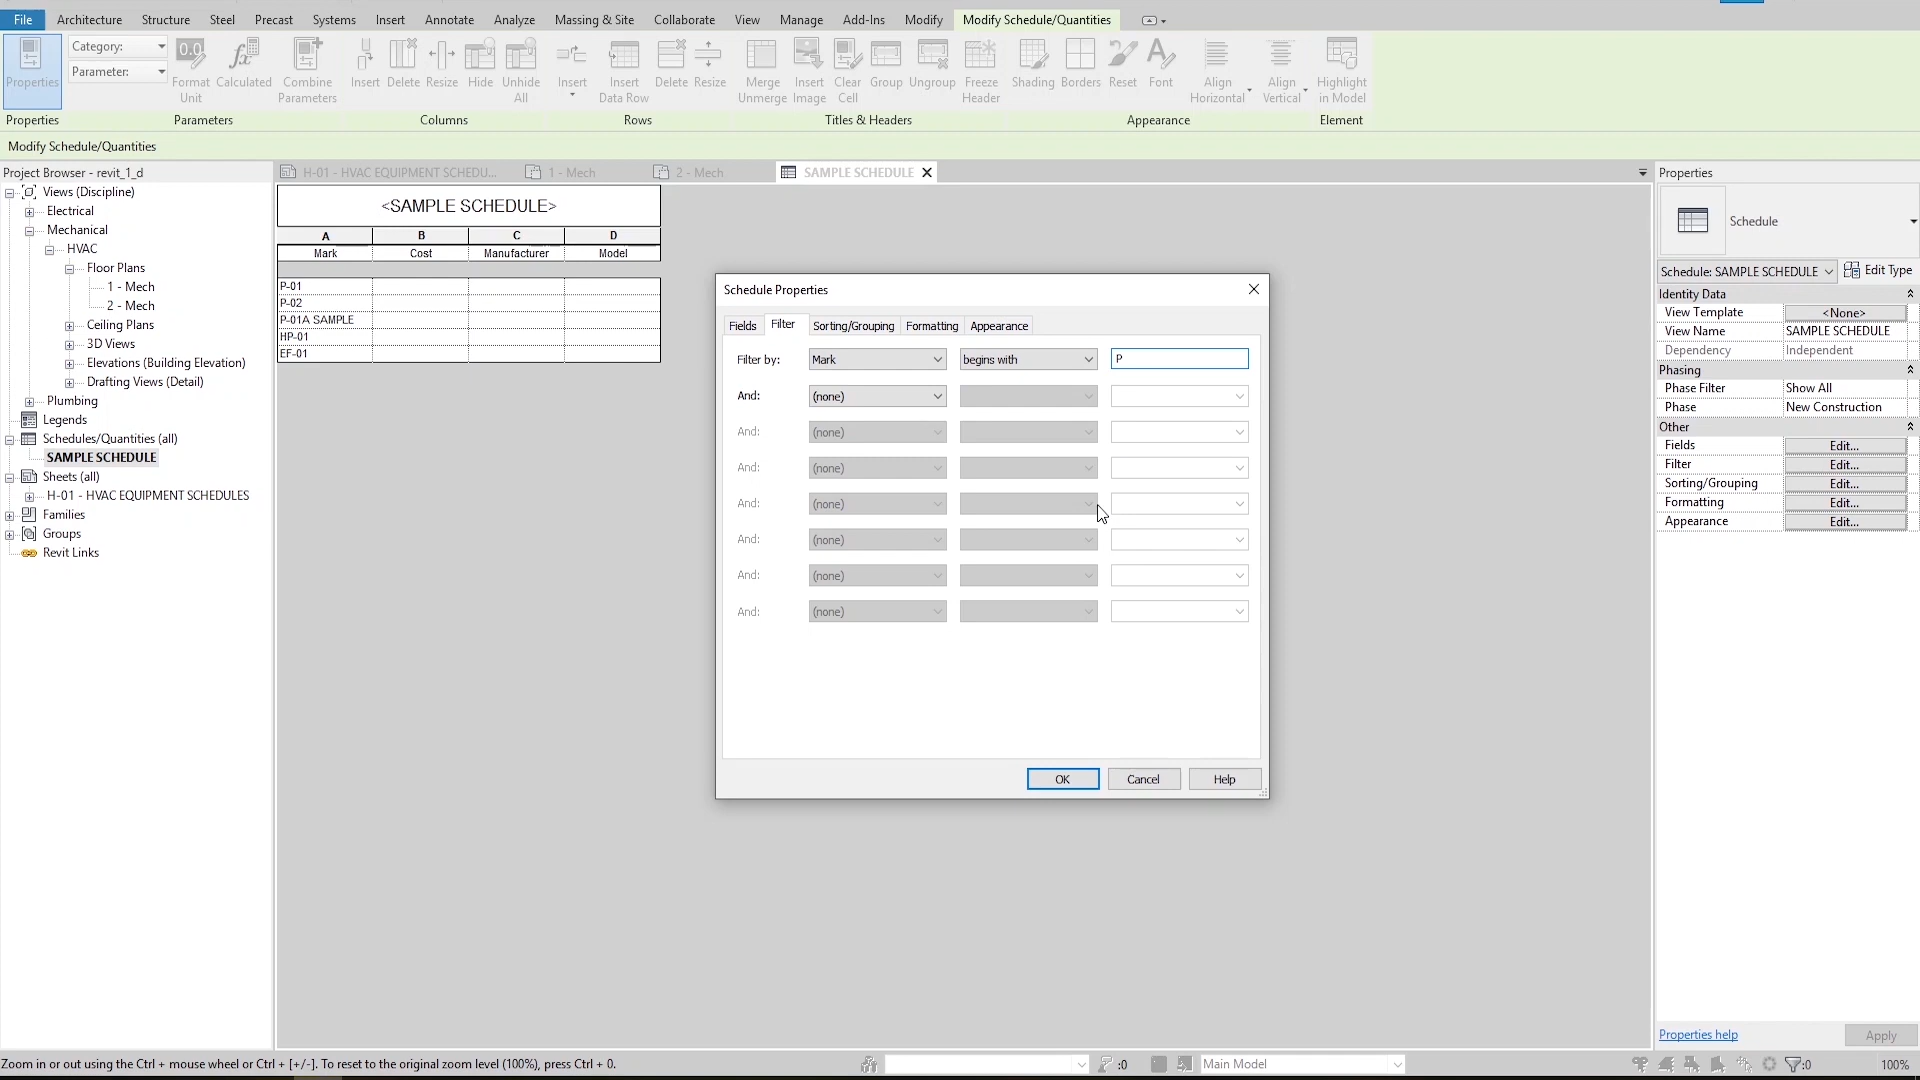 File Architecture Structure Steel Precast Systems Insert Annotate Analyze Massing & Site Collaborate View Manage Add-Ins Modify Modify Schedule/Quantities
Properties
Category:
Parameter:
0.0
Format Unit
Calculated
Combine Parameters
Insert
Delete
Resize
Hide
Unhide All
Insert
Insert Data Row
Delete
Resize
Merge Unmerge
Insert Image
Clear Cell
Group
Ungroup
Freeze Header
Shading
Borders
Reset
Font
Align Horizontal
Align Vertical
Highlight in Model
Properties Parameters Columns Rows Titles & Headers Appearance Element
Modify Schedule/Quantities
Project Browser - revit_1_d
Views (Discipline)
Electrical
Mechanical
HVAC
Floor Plans
1 - Mech
2 - Mech
Ceiling Plans
3D Views
Elevations (Building Elevation)
Drafting Views (Detail)
Plumbing
Legends
Schedules/Quantities (all)
SAMPLE SCHEDULE
Sheets (all)
H-01 - HVAC EQUIPMENT SCHEDULES
Families
Groups
Revit Links
H-01 - HVAC EQUIPMENT SCHEDU... 1 - Mech 2 - Mech SAMPLE SCHEDULE
<SAMPLE SCHEDULE>
A B C D
Mark Cost Manufacturer Model
P-01
P-02
P-01A SAMPLE
HP-01
EF-01
Schedule Properties
Fields Filter Sorting/Grouping Formatting Appearance
Filter by: Mark begins with P
And: (none)
And: (none)
And: (none)
And: (none)
And: (none)
And: (none)
And: (none)
OK Cancel Help
Properties
Schedule
Schedule: SAMPLE SCHEDULE Edit Type
Identity Data
View Template <None>
View Name SAMPLE SCHEDULE
Dependency Independent
Phasing
Phase Filter Show All
Phase New Construction
Other
Fields Edit...
Filter Edit...
Sorting/Grouping Edit...
Formatting Edit...
Appearance Edit...
Properties help Apply
Zoom in or out using the Ctrl + mouse wheel or Ctrl + [+/-]. To reset to the original zoom level (100%), press Ctrl + 0.
:0 Main Model :0 100%